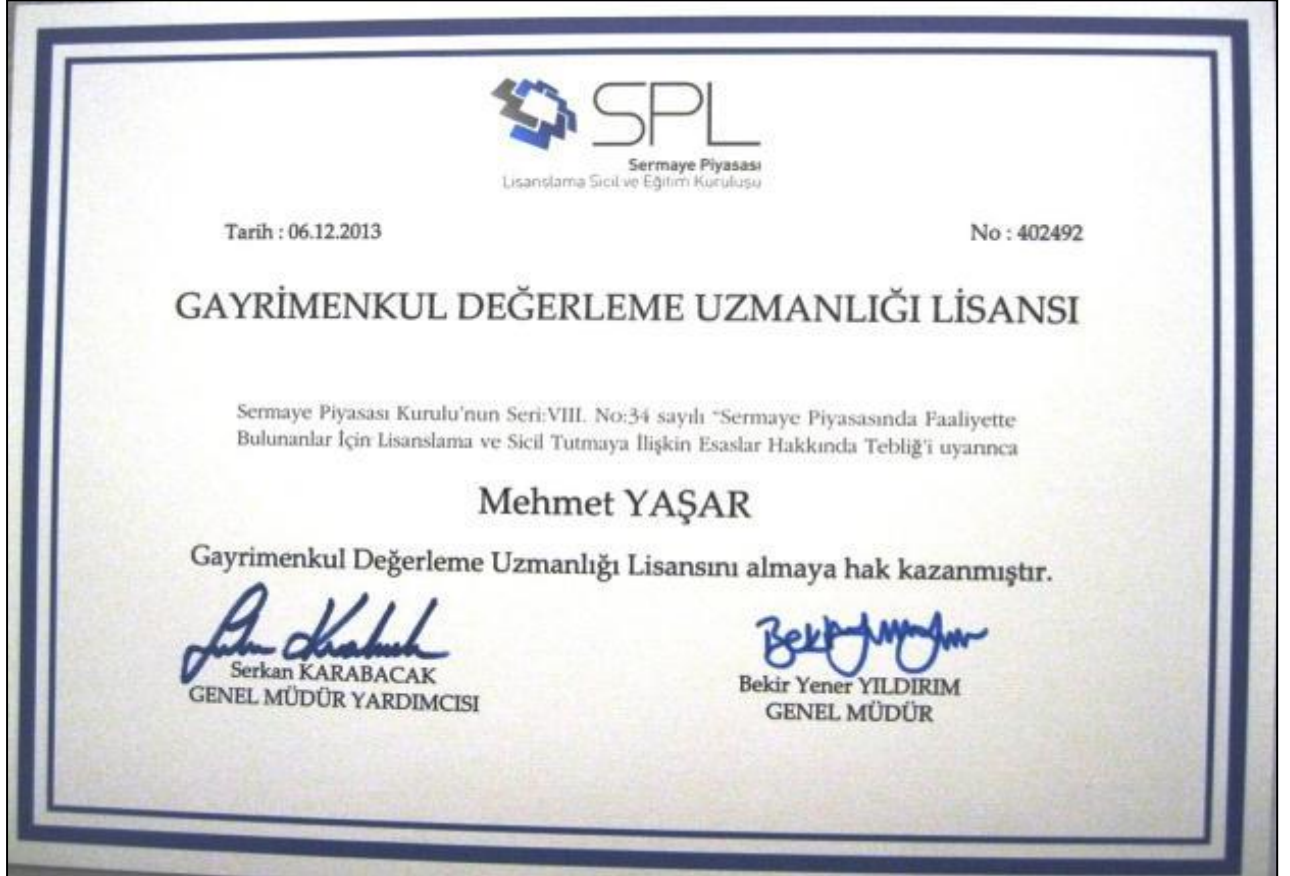 SPL
Sermaye Piyasası
Lisanslama Sicil ve Eğitim Kuruluşu
Tarih : 06.12.2013
No : 402492
GAYRİMENKUL DEĞERLEME UZMANLIĞI LİSANSI
Sermaye Piyasası Kurulu'nun Seri:VIII. No:34 sayılı "Sermaye Piyasasında Faaliyette
Bulunanlar İçin Lisanslama ve Sicil Tutmaya İlişkin Esaslar Hakkında Tebliğ'i uyarınca
Mehmet YAŞAR
Gayrimenkul Değerleme Uzmanlığı Lisansını almaya hak kazanmıştır.
Serkan KARABACAK
GENEL MÜDÜR YARDIMCISI
Bekir Yener YILDIRIM
GENEL MÜDÜR